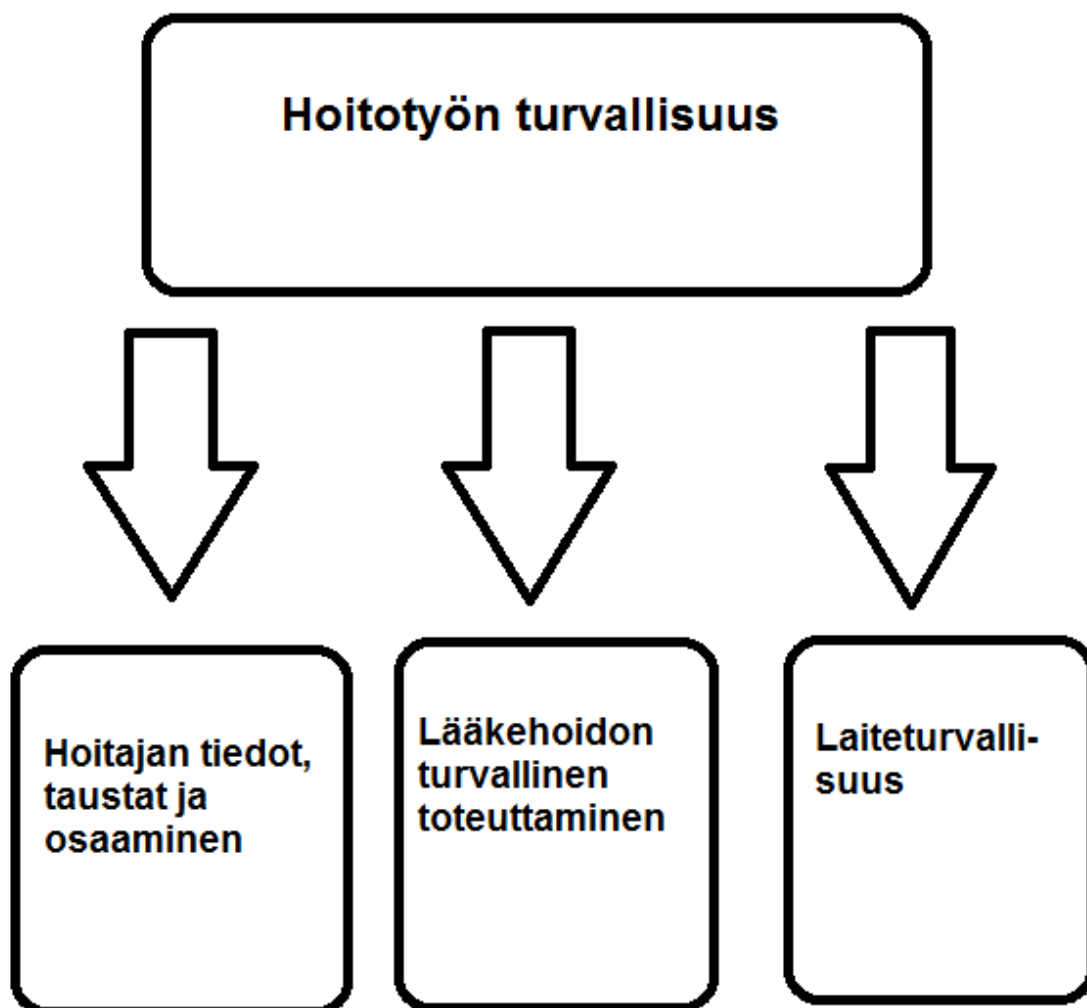 Hoitotyön turvallisuus
Hoitajan tiedot,
taustat ja
osaaminen
Lääkehoidon
turvallinen
toteuttaminen
Laiteturvalli-
suus